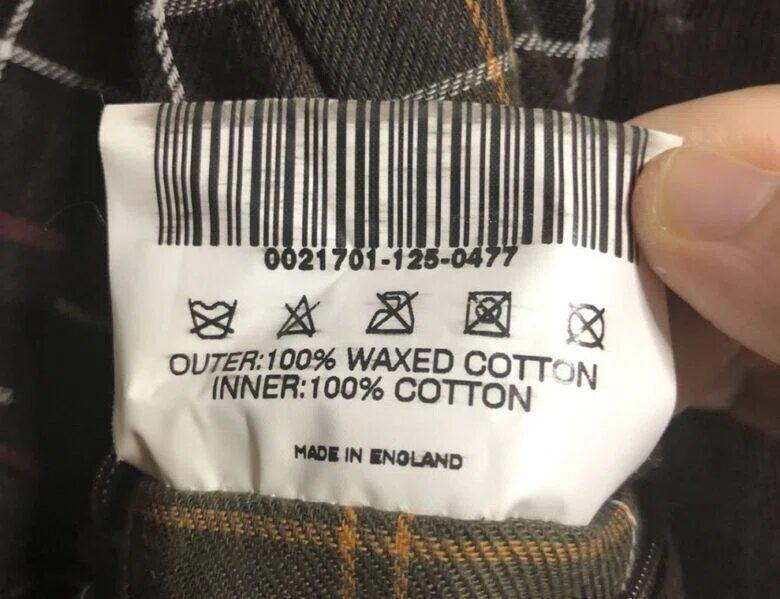 0021701-125-0477
OUTER:100% WAXED COTTON
INNER:100% COTTON
MADE IN ENGLAND